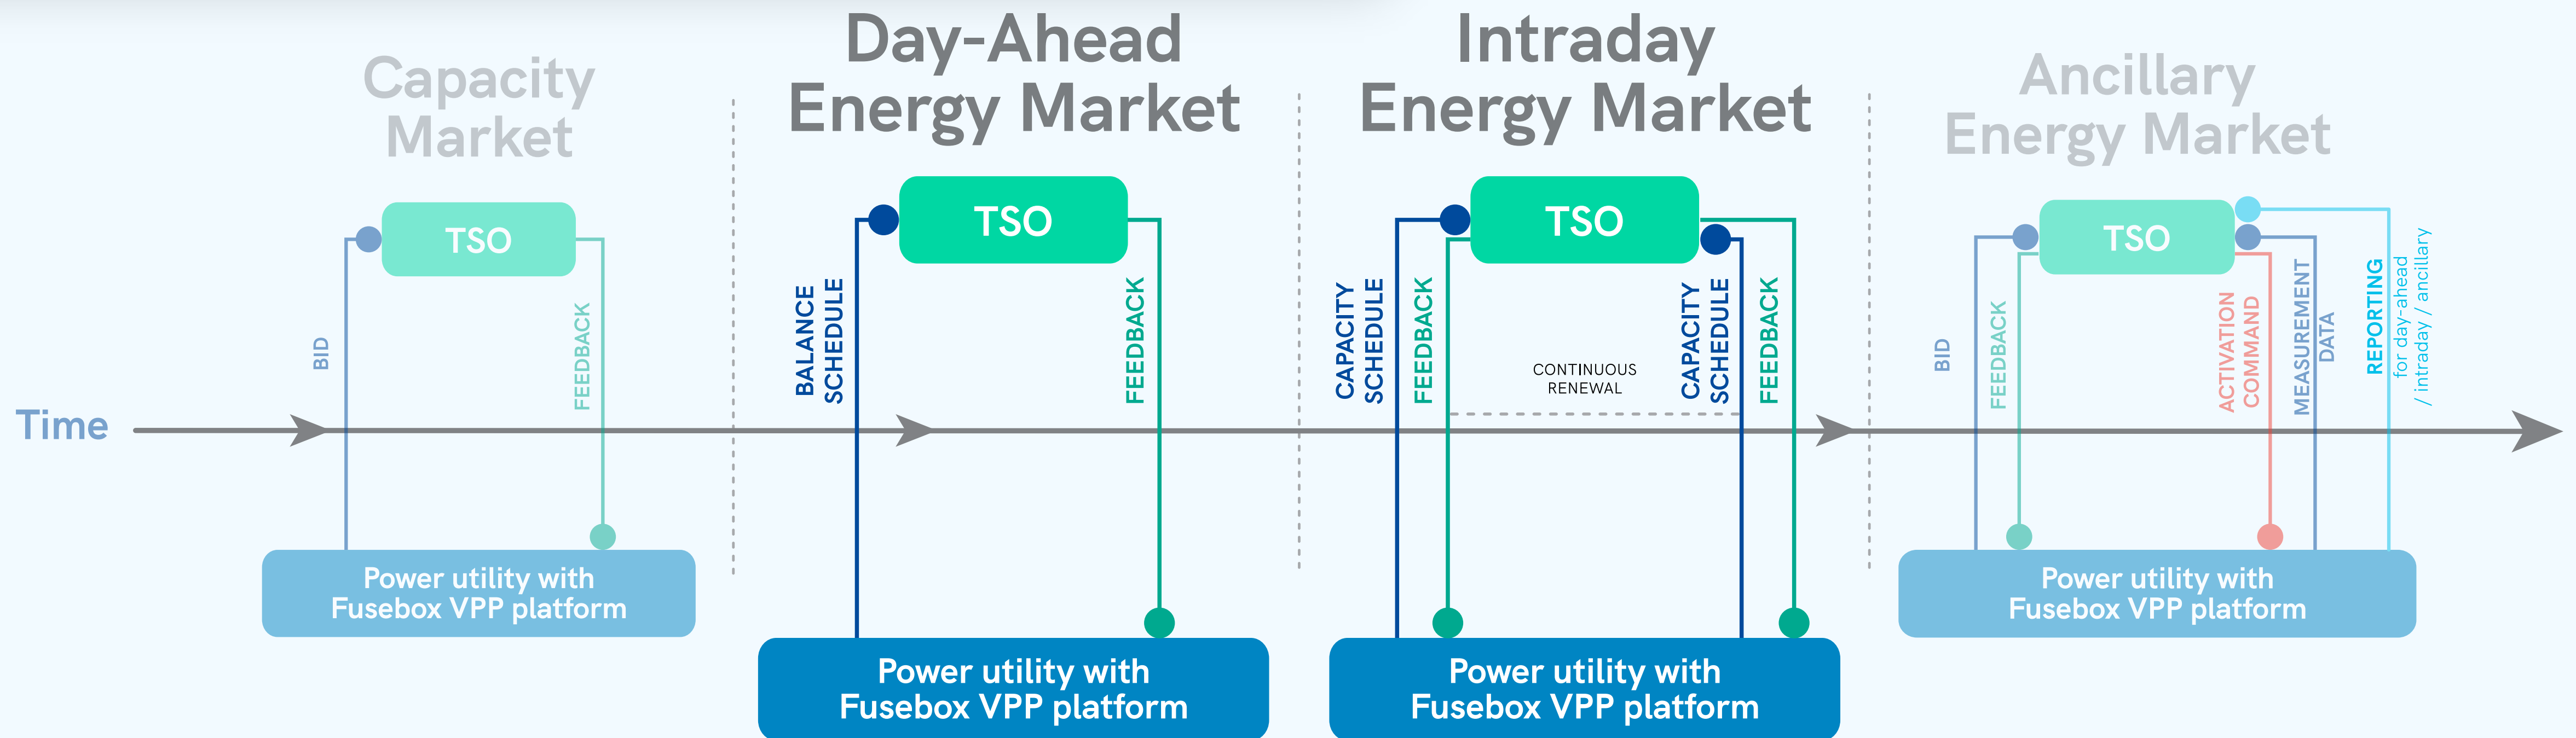 Capacity
Market
Day-Ahead
Energy Market
Intraday
Energy Market
Ancillary
Energy Market
TSO
TSO
TSO
TSO
BID
FEEDBACK
BALANCE
SCHEDULE
FEEDBACK
CAPACITY
SCHEDULE
FEEDBACK
CONTINUOUS
RENEWAL
CAPACITY
SCHEDULE
FEEDBACK
BID
FEEDBACK
ACTIVATION
COMMAND
MEASUREMENT
DATA
REPORTING
for day-ahead
/ intraday / ancillary
Time
Power utility with
Fusebox VPP platform
Power utility with
Fusebox VPP platform
Power utility with
Fusebox VPP platform
Power utility with
Fusebox VPP platform